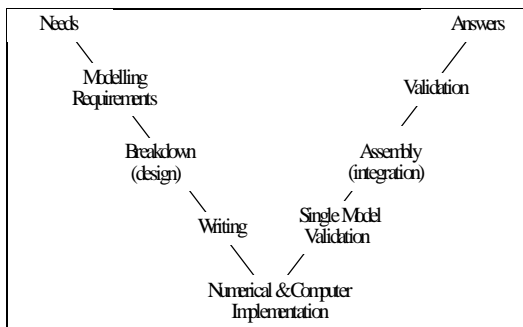 Needs
Answers
Modelling
Requirements
Validation
Breakdown
(design)
Assembly
(integration)
Writing
Single Model
Validation
Numerical & Computer
Implementation